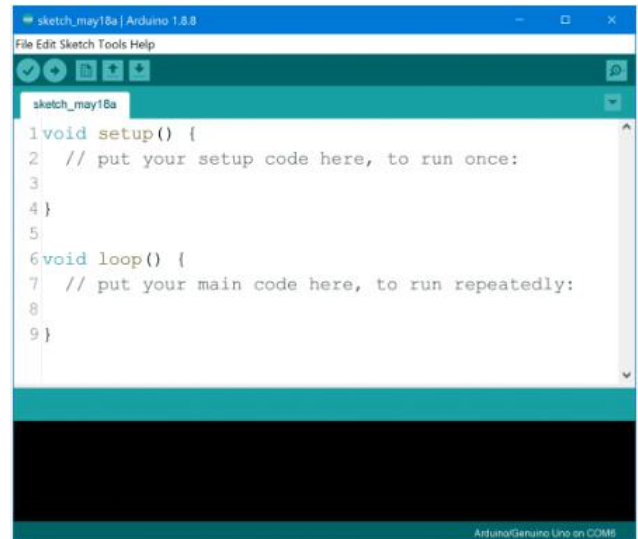 sketch_may18a | Arduino 1.8.8
File Edit Sketch Tools Help
sketch_may18a
1 void setup() {
2 // put your setup code here, to run once:
3
4 }
5
6 void loop() {
7 // put your main code here, to run repeatedly:
8
9 }
Arduino/Genuino Uno on COM6